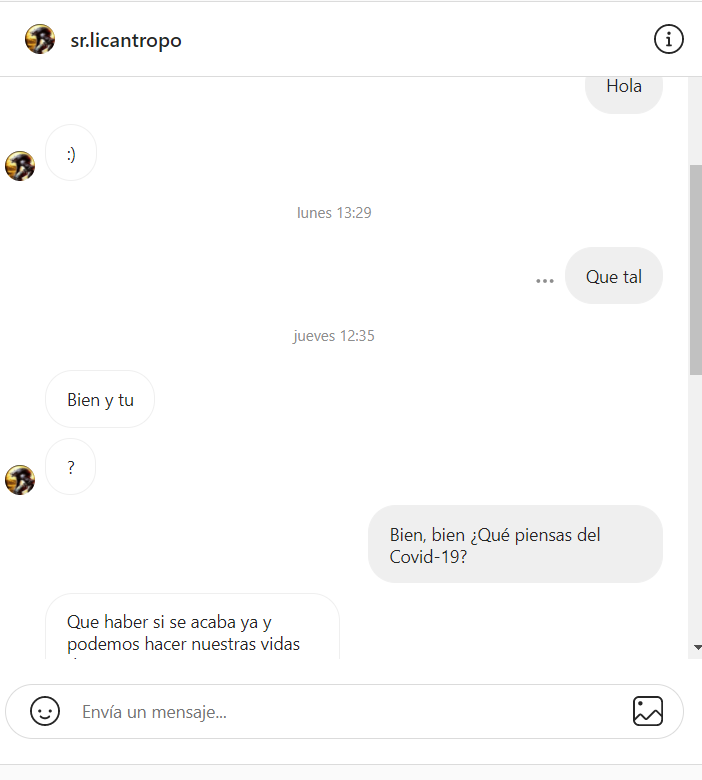 sr.licantropo
Hola
:)
lunes 13:29
Que tal
jueves 12:35
Bien y tu
?
Bien, bien ¿Qué piensas del
Covid-19?
Que haber si se acaba ya y
podemos hacer nuestras vidas
Envía un mensaje...